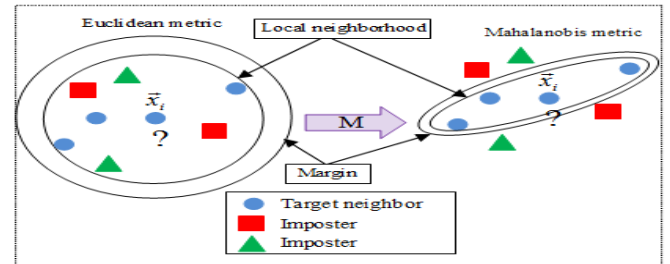 Euclidean metric
Local neighborhood
Mahalanobis metric
x⃗ᵢ
?
M
x⃗ᵢ
?
Margin
Target neighbor
Imposter
Imposter